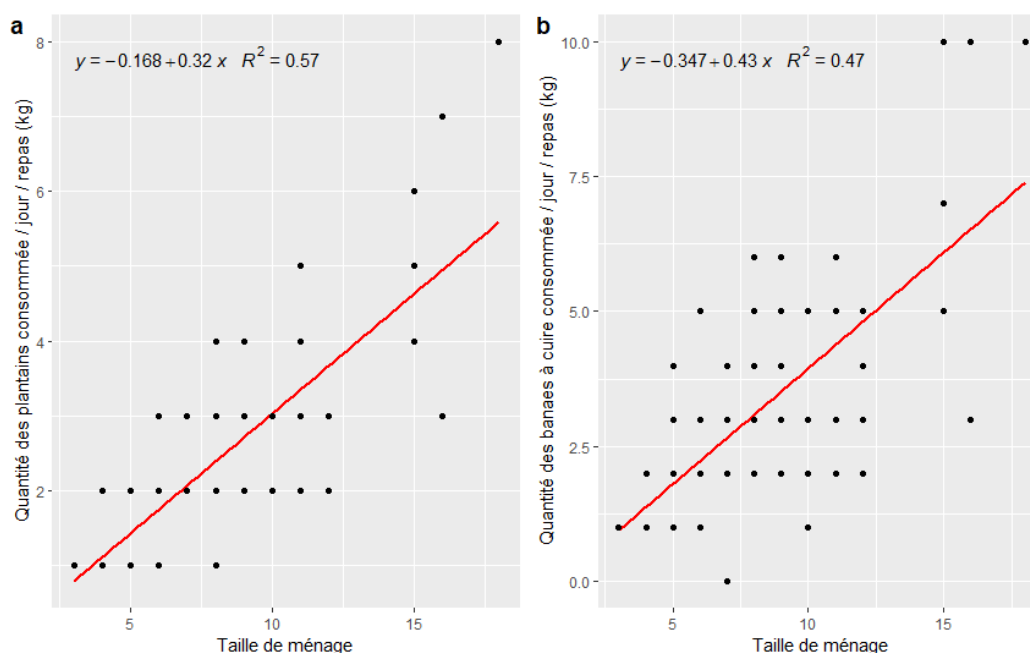 a
y = −0.168 + 0.32 x R² = 0.57
Quantité des plantains consommée / jour / repas (kg)
8
6
4
2
5
10
15
Taille de ménage
b
y = −0.347 + 0.43 x R² = 0.47
Quantité des banaes à cuire consommée / jour / repas (kg)
10.0
7.5
5.0
2.5
0.0
5
10
15
Taille de ménage